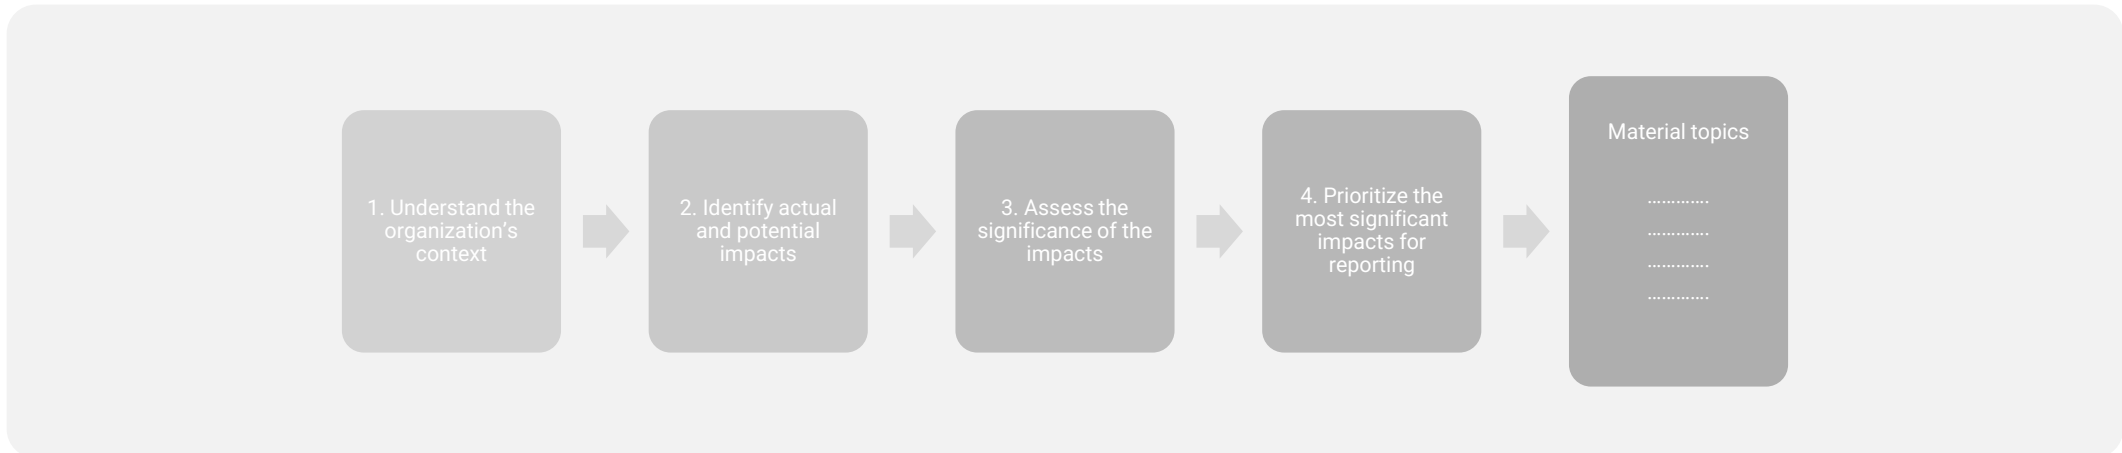 1. Understand the
organization's
context
2. Identify actual
and potential
impacts
3. Assess the
significance of the
impacts
4. Prioritize the
most significant
impacts for
reporting
Material topics
.............
.............
.............
.............